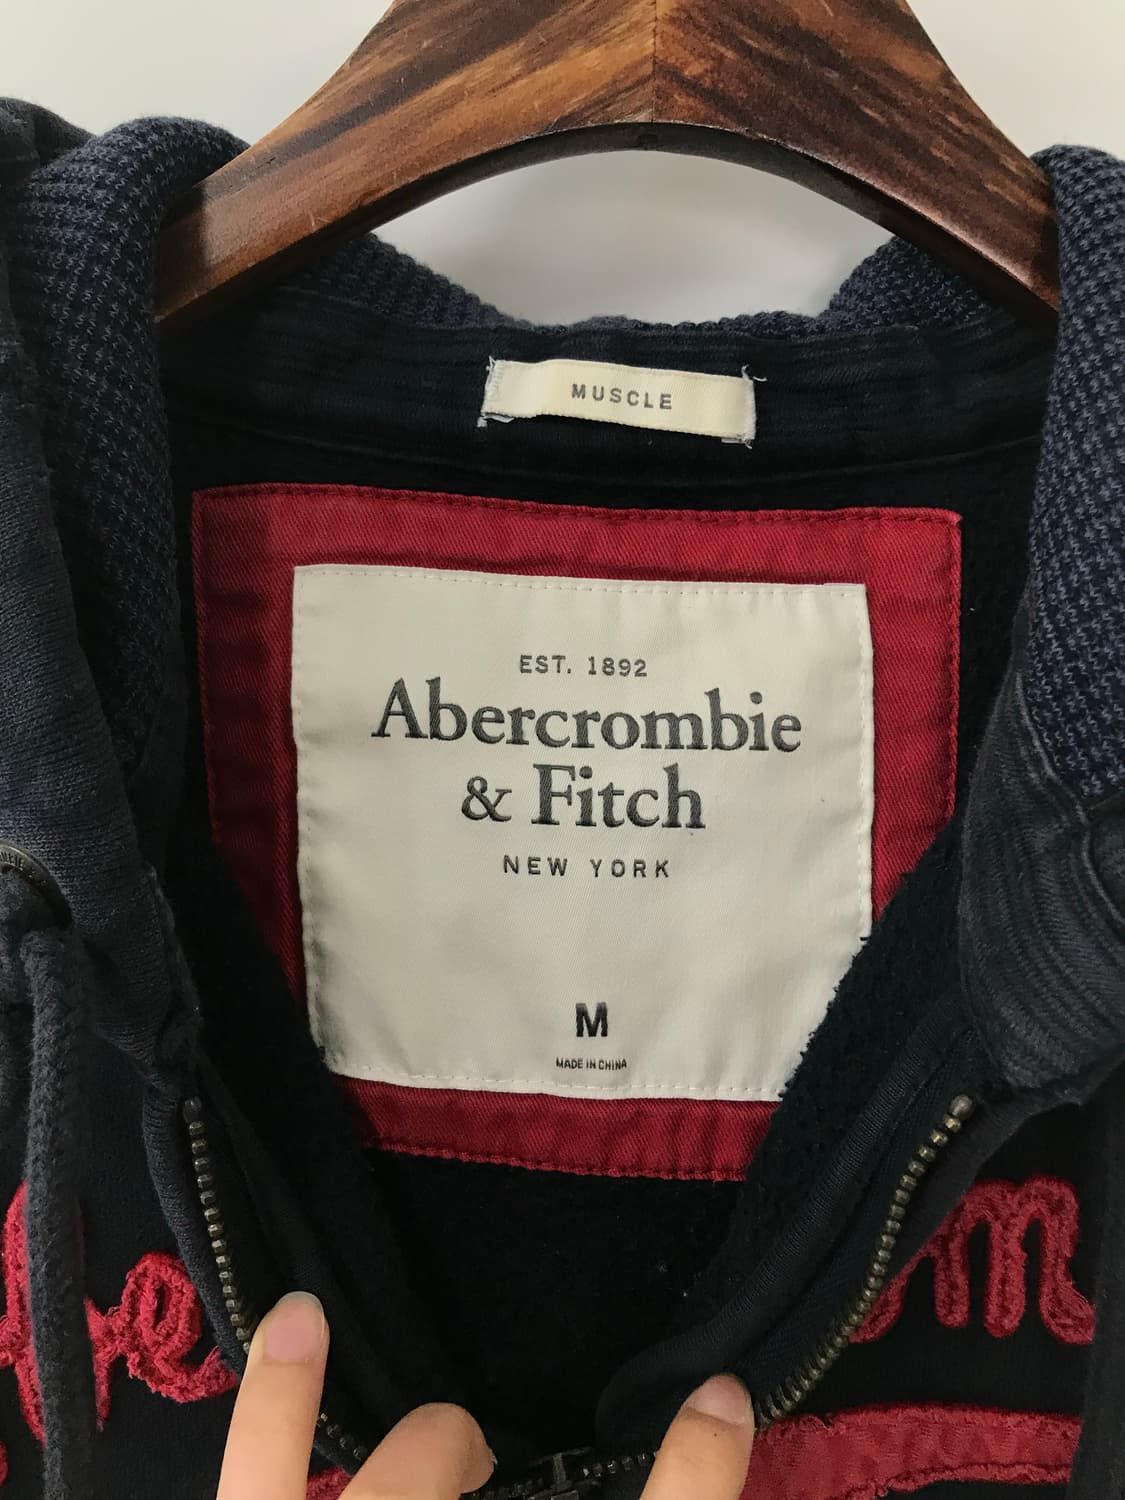 MUSCLE
EST. 1892
Abercrombie
& Fitch
NEW YORK
M
MADE IN CHINA